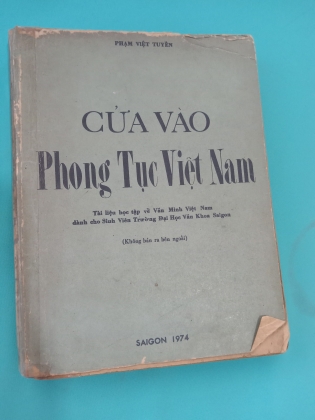 PHẠM VIỆT TUYỀN
CỬA VÀO
Phong Tục Việt Nam
Tài liệu học tập về Văn Minh Việt Nam
dành cho Sinh Viên Trường Đại Học Văn Khoa Saigon
(Không bán ra bên ngoài)
SAIGON 1974